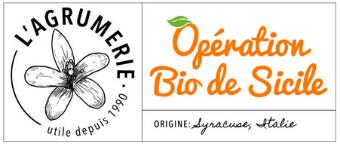 L'AGRUMERIE.
utile depuis 1990
Opération
Bio de Sicile
ORIGINE: Syracuse, Italie